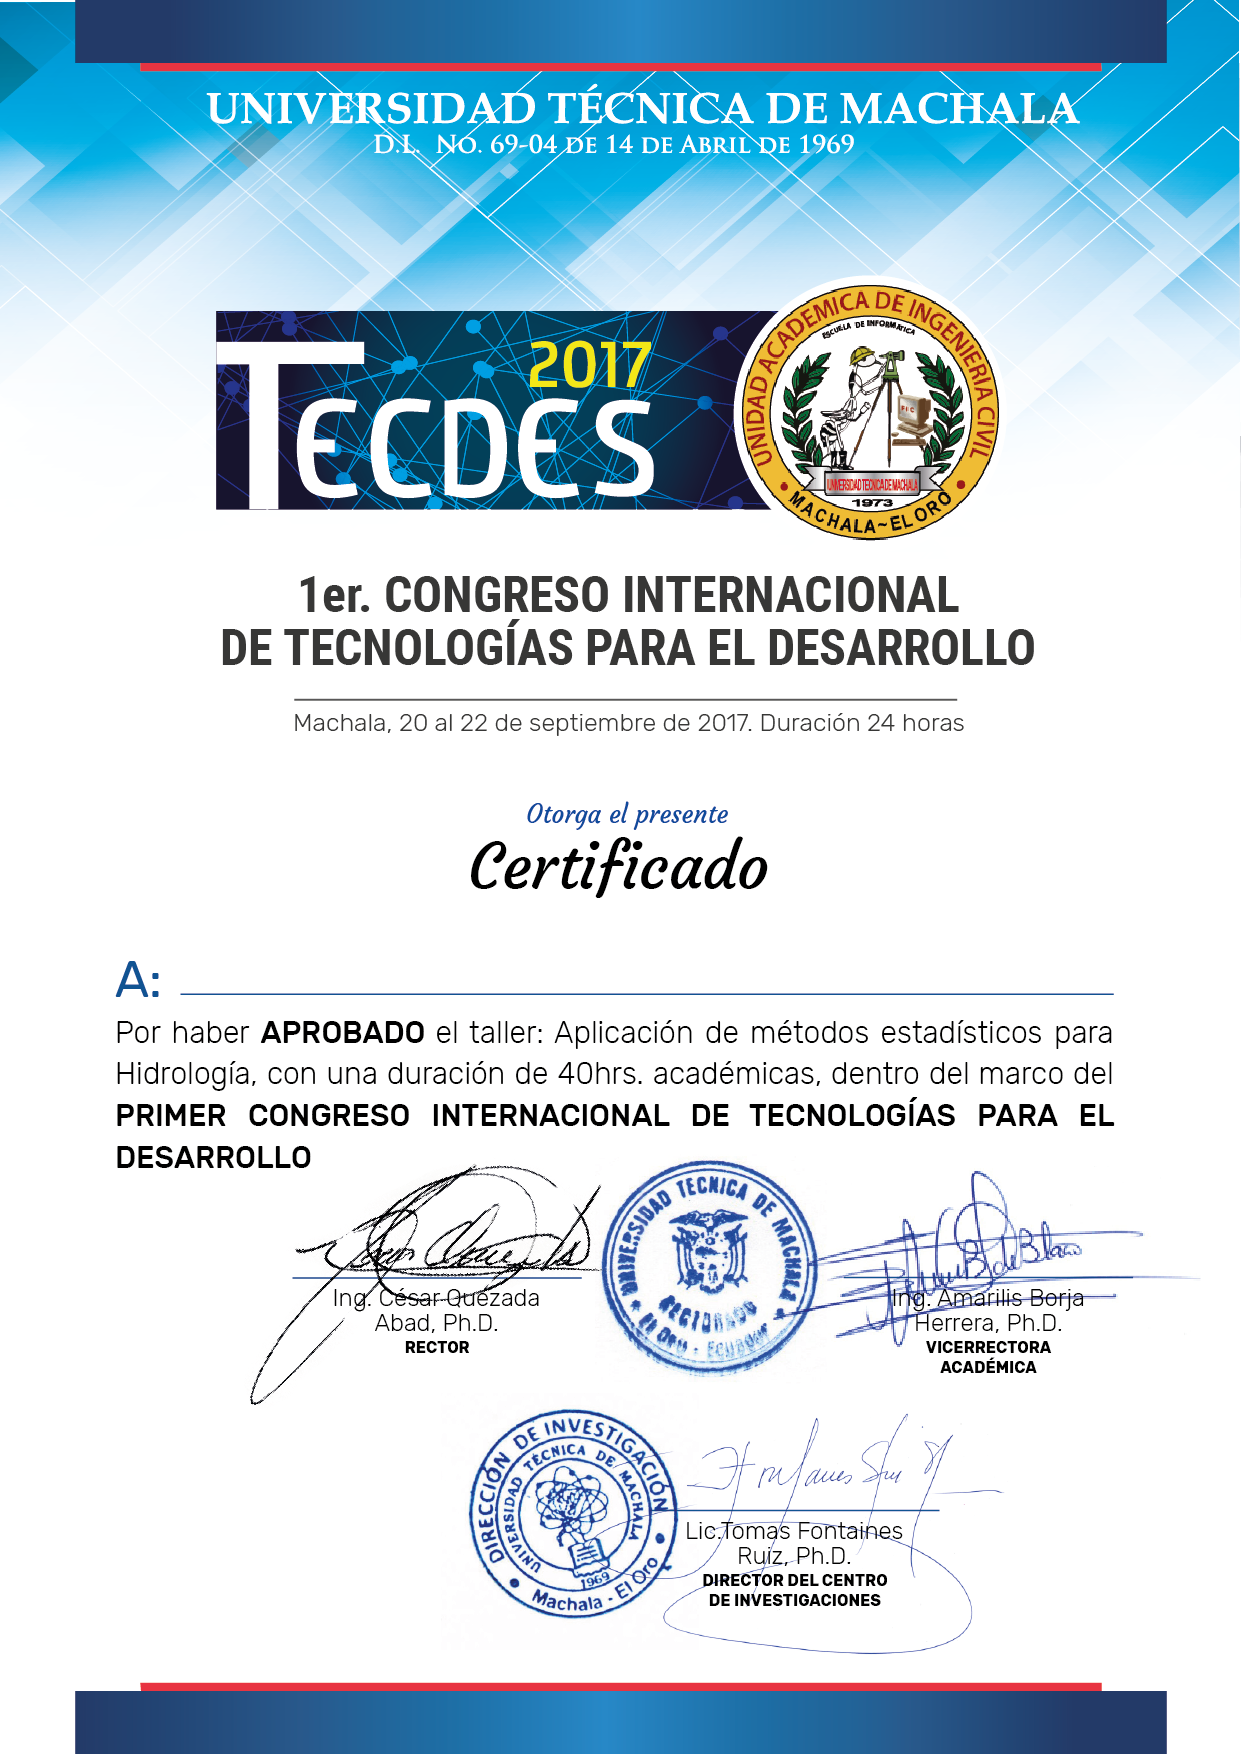 UNIVERSIDAD TÉCNICA DE MACHALA
D.L. No. 69-04 de 14 de Abril de 1969
TECDES
2017
UNIDAD ACADEMICA DE INGENIERIA CIVIL
ESCUELA DE INFORMATICA
FIC
UNIVERSIDAD TECNICA DE MACHALA
1973
MACHALA~EL ORO
1er. CONGRESO INTERNACIONAL
DE TECNOLOGÍAS PARA EL DESARROLLO
Machala, 20 al 22 de septiembre de 2017. Duración 24 horas
Otorga el presente
Certificado
A:
Por haber APROBADO el taller: Aplicación de métodos estadísticos para
Hidrología, con una duración de 40hrs. académicas, dentro del marco del
PRIMER CONGRESO INTERNACIONAL DE TECNOLOGÍAS PARA EL
DESARROLLO
Ing. César Quezada
Abad, Ph.D.
RECTOR
UNIVERSIDAD TECNICA DE MACHALA
RECTORADO
EL ORO - ECUADOR
Ing. Amarilis Borja
Herrera, Ph.D.
VICERRECTORA
ACADÉMICA
DIRECCIÓN DE INVESTIGACIÓN
UNIVERSIDAD TÉCNICA DE MACHALA
1969
Machala - El Oro
Lic.Tomas Fontaines
Ruiz, Ph.D.
DIRECTOR DEL CENTRO
DE INVESTIGACIONES